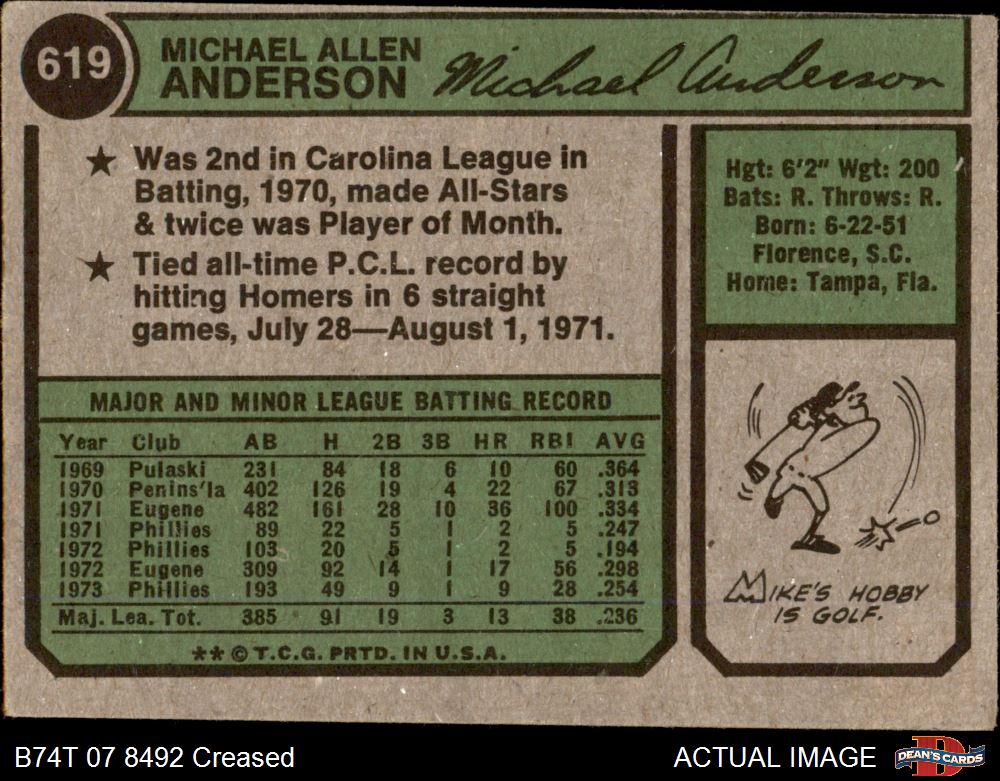 619
MICHAEL ALLEN
ANDERSON
Michael Anderson
★ Was 2nd in Carolina League in
Batting, 1970, made All-Stars
& twice was Player of Month.
★ Tied all-time P.C.L. record by
hitting Homers in 6 straight
games, July 28—August 1, 1971.
Hgt: 6'2" Wgt: 200
Bats: R. Throws: R.
Born: 6-22-51
Florence, S.C.
Home: Tampa, Fla.
MAJOR AND MINOR LEAGUE BATTING RECORD
Year Club AB H 2B 3B HR RBI AVG
1969 Pulaski 231 84 18 6 10 60 .364
1970 Penins'la 402 126 19 4 22 67 .313
1971 Eugene 482 161 28 10 36 100 .334
1971 Phillies 89 22 5 1 2 5 .247
1972 Phillies 103 20 5 1 2 5 .194
1972 Eugene 309 92 14 1 17 56 .298
1973 Phillies 193 49 9 1 9 28 .254
Maj. Lea. Tot. 385 91 19 3 13 38 .236
** © T.C.G. PRTD. IN U.S.A.
MIKE'S HOBBY
IS GOLF.
B74T 07 8492 Creased
ACTUAL IMAGE
D
DEAN'S CARDS